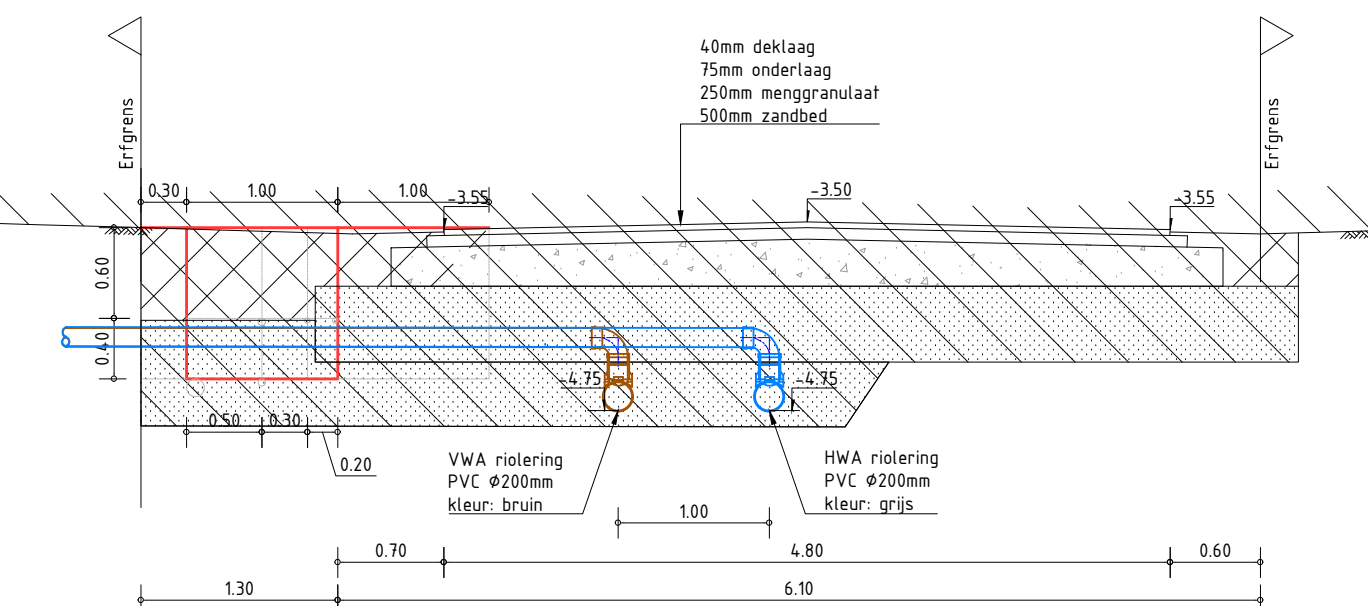 40mm deklaag
75mm onderlaag
250mm menggranulaat
500mm zandbed
Erfgrens
Erfgrens
0.30
1.00
1.00
-3.55
-3.50
-3.55
0.60
0.40
-4.75
-4.75
0.50
0.30
0.20
VWA riolering
PVC Ø200mm
kleur: bruin
HWA riolering
PVC Ø200mm
kleur: grijs
1.00
0.70
4.80
0.60
1.30
6.10